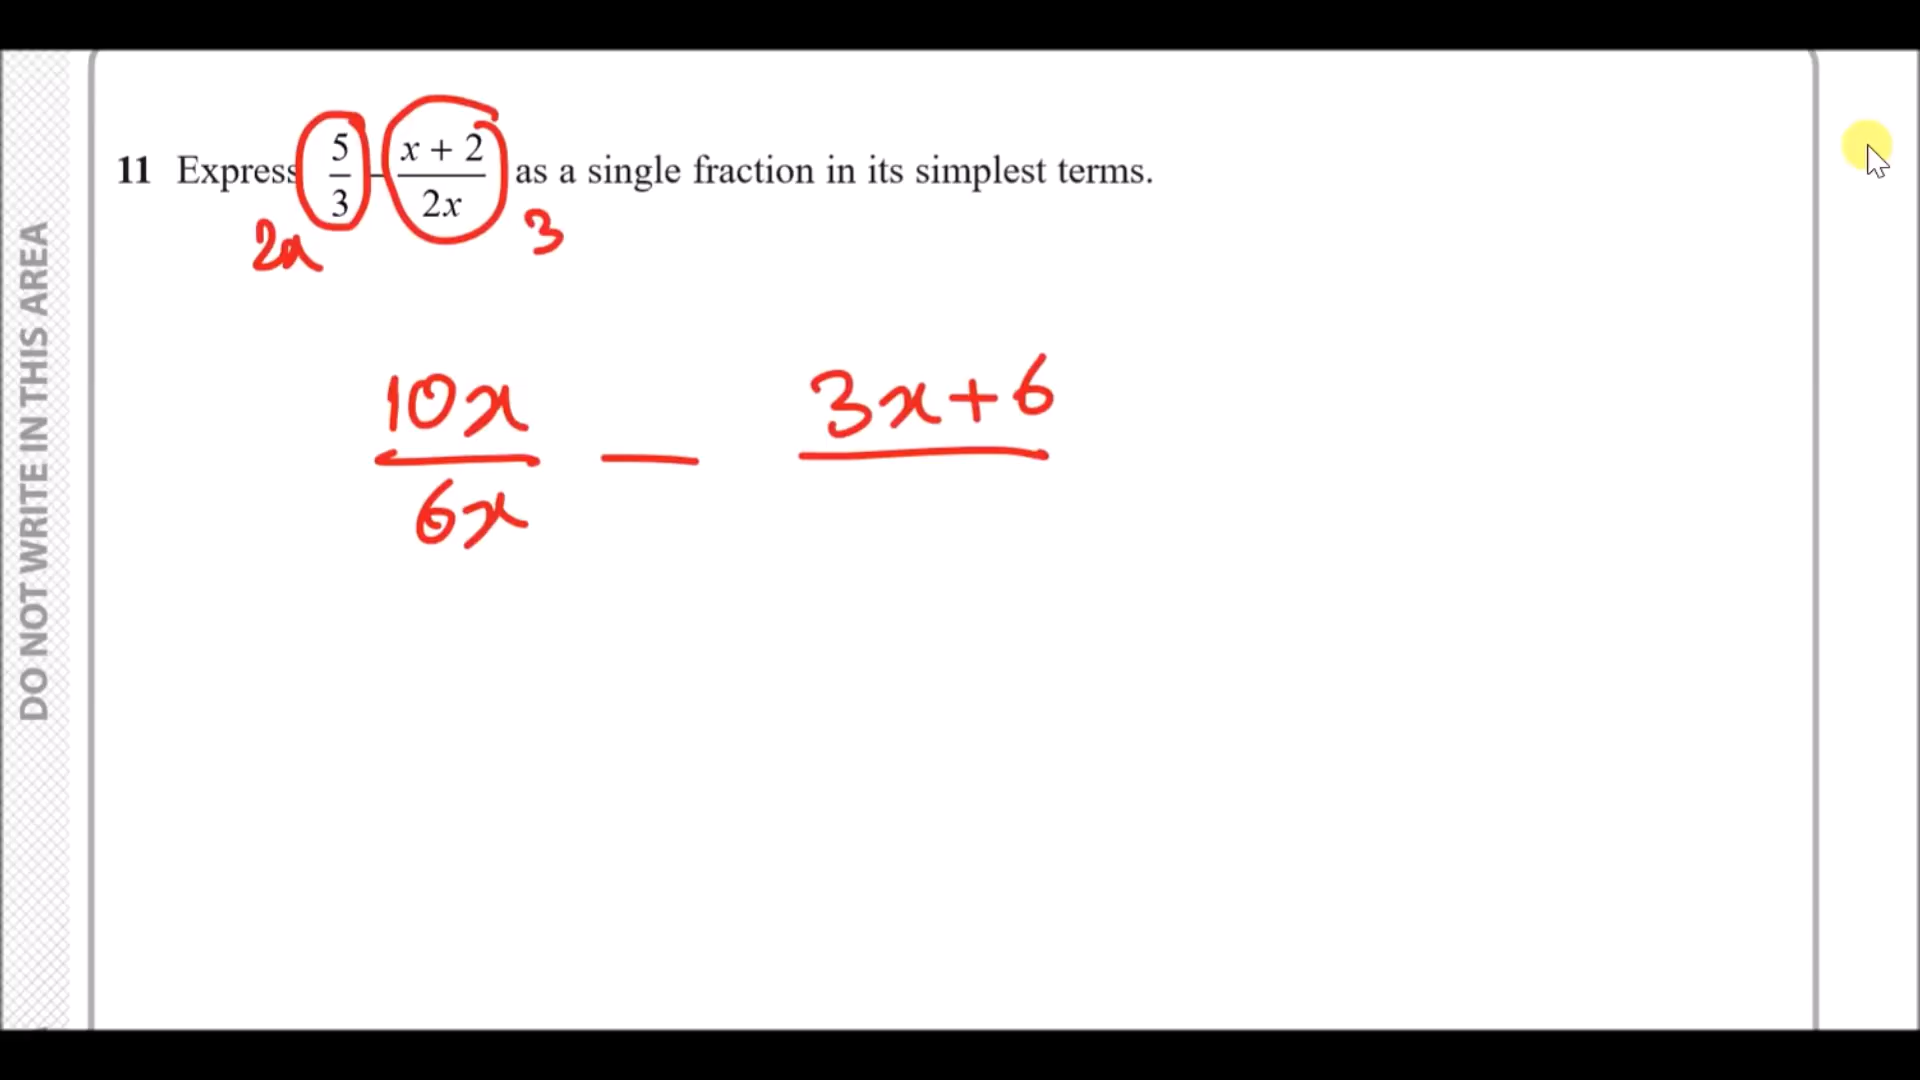 DO NOT WRITE IN THIS AREA
11 Express 5/3 - (x + 2)/2x as a single fraction in its simplest terms.
2x 3
10x/6x - 3x+6